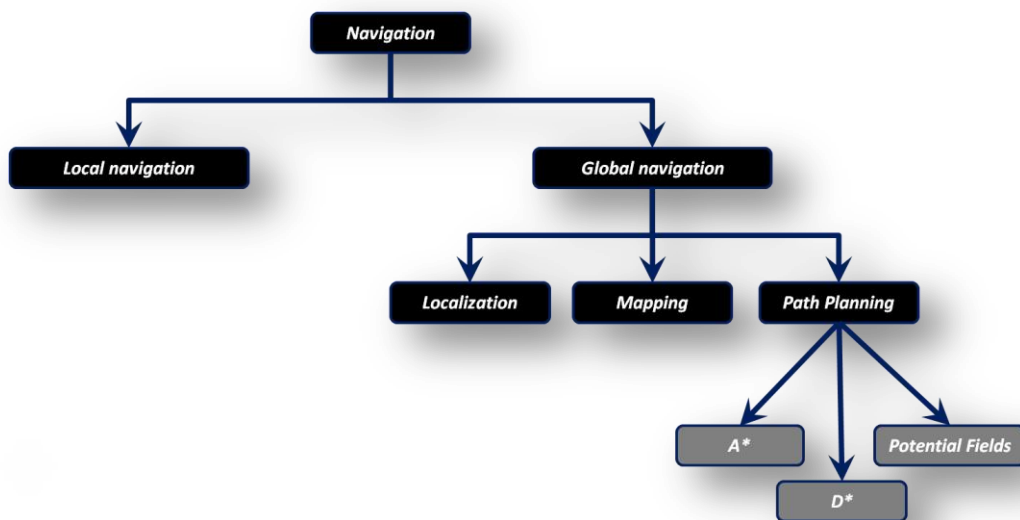 Navigation
Local navigation
Global navigation
Localization
Mapping
Path Planning
A*
Potential Fields
D*